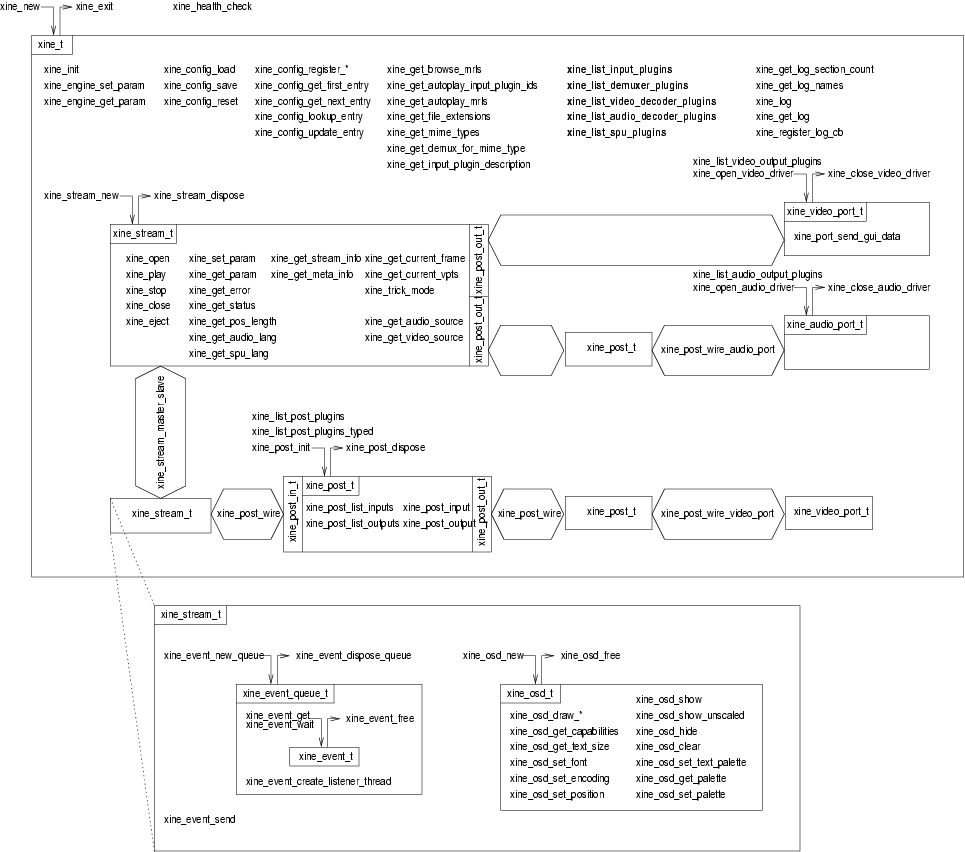 xine_new
xine_exit
xine_health_check
xine_t
xine_init
xine_engine_set_param
xine_engine_get_param
xine_config_load
xine_config_save
xine_config_reset
xine_config_register_*
xine_config_get_first_entry
xine_config_get_next_entry
xine_config_lookup_entry
xine_config_update_entry
xine_get_browse_mrls
xine_get_autoplay_input_plugin_ids
xine_get_autoplay_mrls
xine_get_file_extensions
xine_get_mime_types
xine_get_demux_for_mime_type
xine_get_input_plugin_description
xine_list_input_plugins
xine_list_demuxer_plugins
xine_list_video_decoder_plugins
xine_list_audio_decoder_plugins
xine_list_spu_plugins
xine_get_log_section_count
xine_get_log_names
xine_log
xine_get_log
xine_register_log_cb
xine_list_video_output_plugins
xine_open_video_driver
xine_close_video_driver
xine_video_port_t
xine_port_send_gui_data
xine_stream_new
xine_stream_dispose
xine_stream_t
xine_open
xine_play
xine_stop
xine_close
xine_eject
xine_set_param
xine_get_param
xine_get_error
xine_get_status
xine_get_pos_length
xine_get_audio_lang
xine_get_spu_lang
xine_get_stream_info
xine_get_meta_info
xine_get_current_frame
xine_get_current_vpts
xine_trick_mode
xine_get_audio_source
xine_get_video_source
xine_post_out_t
xine_post_out_t
xine_list_audio_output_plugins
xine_open_audio_driver
xine_close_audio_driver
xine_audio_port_t
xine_post_t
xine_post_wire_audio_port
xine_stream_master_slave
xine_list_post_plugins
xine_list_post_plugins_typed
xine_post_init
xine_post_dispose
xine_stream_t
xine_post_wire
xine_post_in_t
xine_post_t
xine_post_list_inputs
xine_post_list_outputs
xine_post_input
xine_post_output
xine_post_out_t
xine_post_wire
xine_post_t
xine_post_wire_video_port
xine_video_port_t
xine_stream_t
xine_event_new_queue
xine_event_dispose_queue
xine_event_queue_t
xine_event_get
xine_event_wait
xine_event_free
xine_event_t
xine_event_create_listener_thread
xine_event_send
xine_osd_new
xine_osd_free
xine_osd_t
xine_osd_draw_*
xine_osd_get_capabilities
xine_osd_get_text_size
xine_osd_set_font
xine_osd_set_encoding
xine_osd_set_position
xine_osd_show
xine_osd_show_unscaled
xine_osd_hide
xine_osd_clear
xine_osd_set_text_palette
xine_osd_get_palette
xine_osd_set_palette